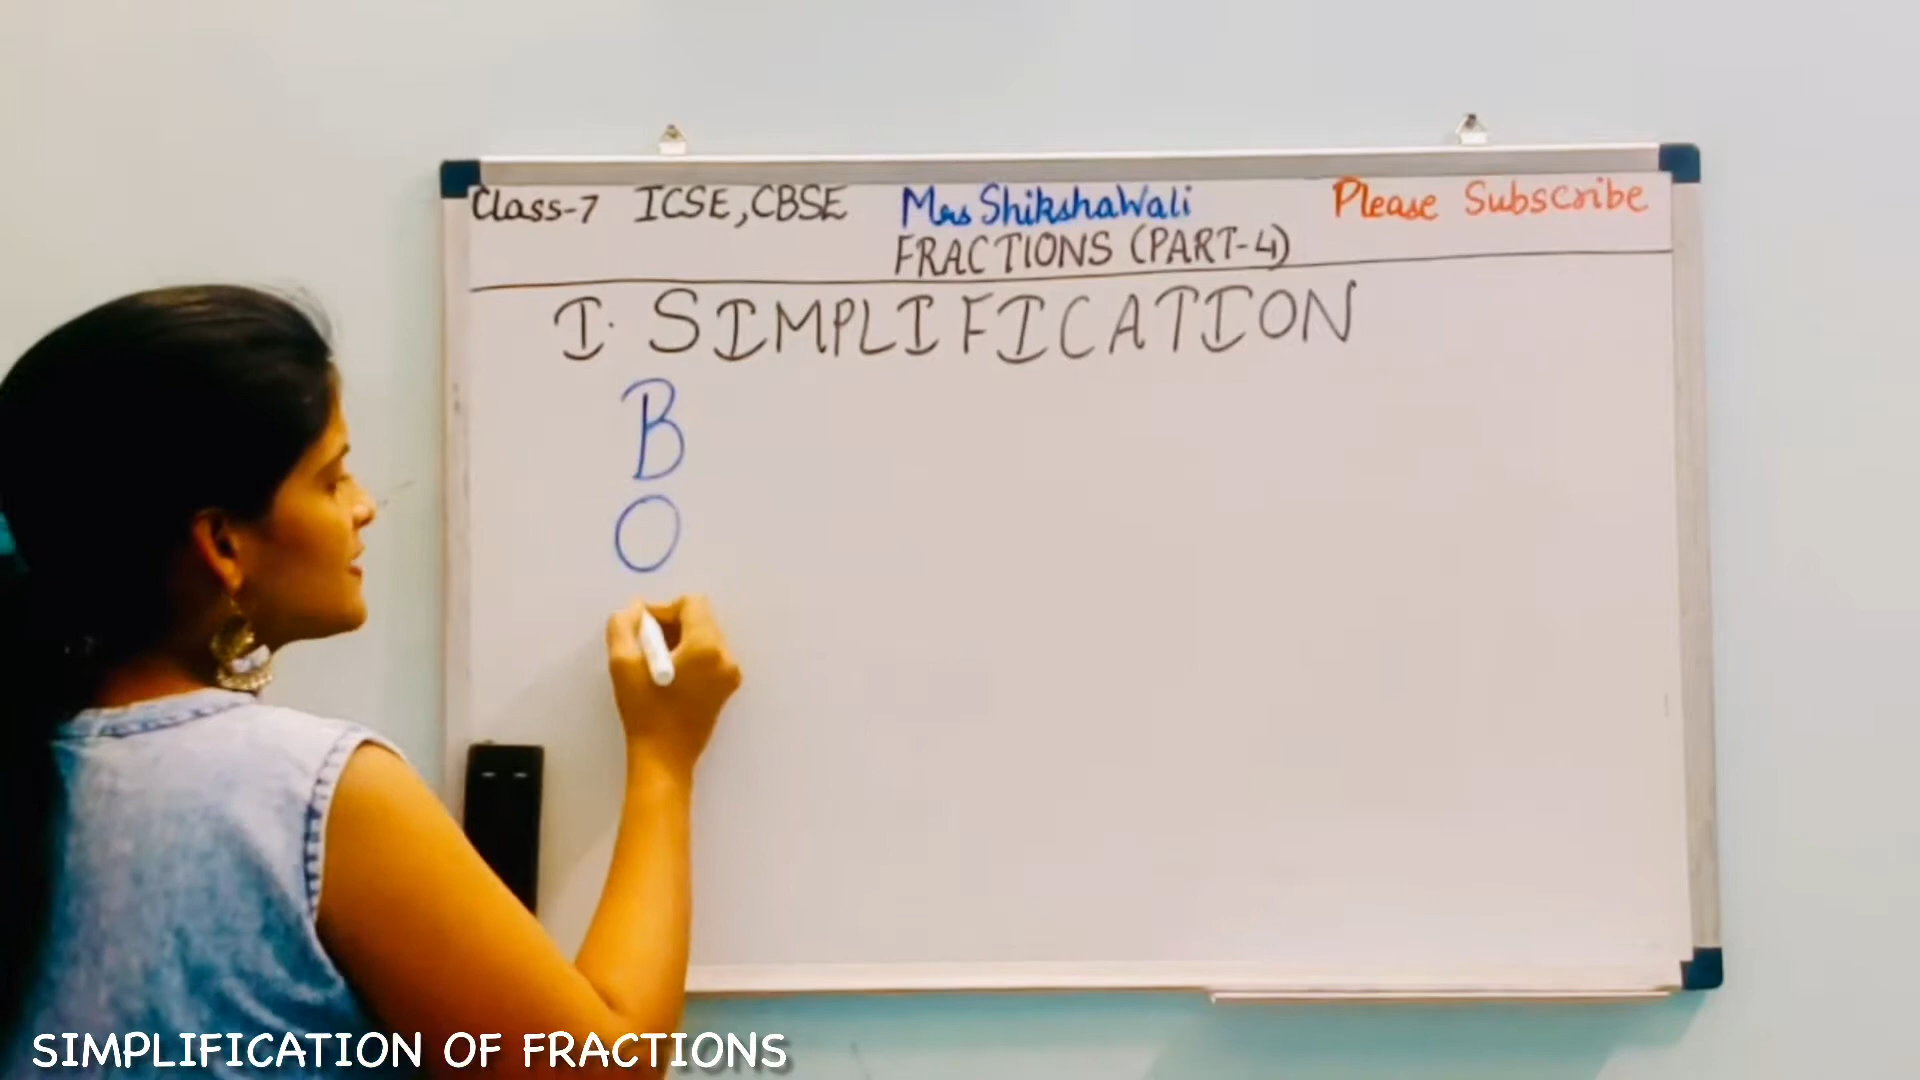 Class-7 ICSE, CBSE Mrs ShikshaWali Please Subscribe
FRACTIONS (PART-4)
I. SIMPLIFICATION
B
O
SIMPLIFICATION OF FRACTIONS